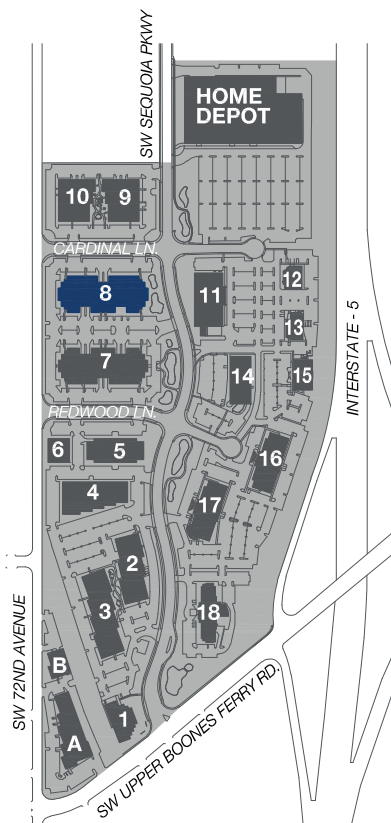 SW SEQUOIA PKWY
HOME
DEPOT
10
9
CARDINAL LN.
8
11
12
13
7
14
15
INTERSTATE - 5
REDWOOD LN.
6
5
16
4
17
2
3
18
SW 72ND AVENUE
B
1
A
SW UPPER BOONES FERRY RD.